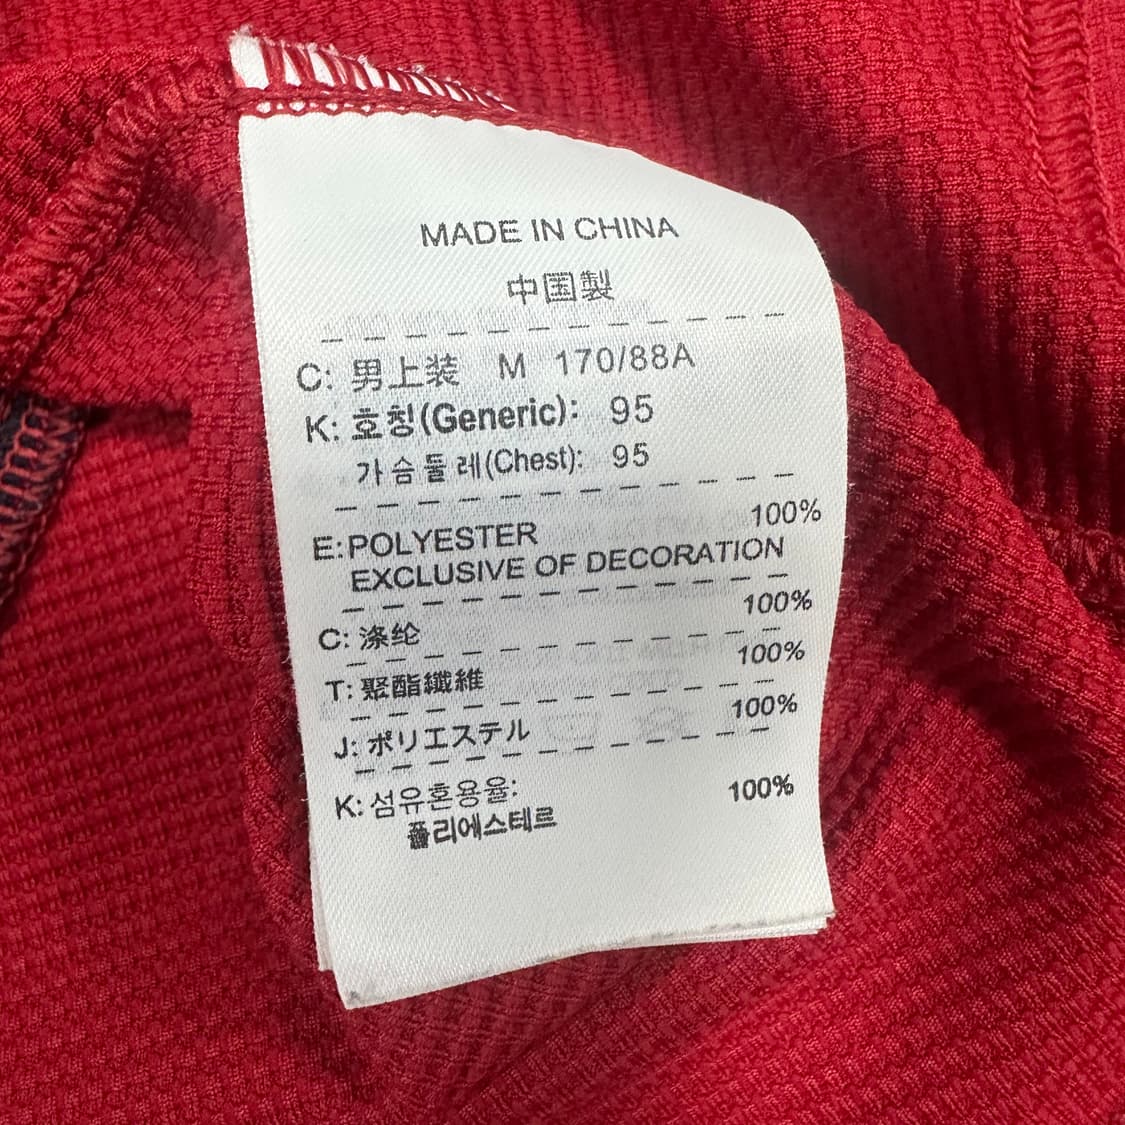 MADE IN CHINA
中国製
C: 男上装 M 170/88A
K: 호칭(Generic): 95
가슴둘레(Chest): 95
E: POLYESTER 100%
EXCLUSIVE OF DECORATION
C: 涤纶 100%
T: 聚酯纖維 100%
J: ポリエステル 100%
K: 섬유혼용율:
폴리에스테르 100%